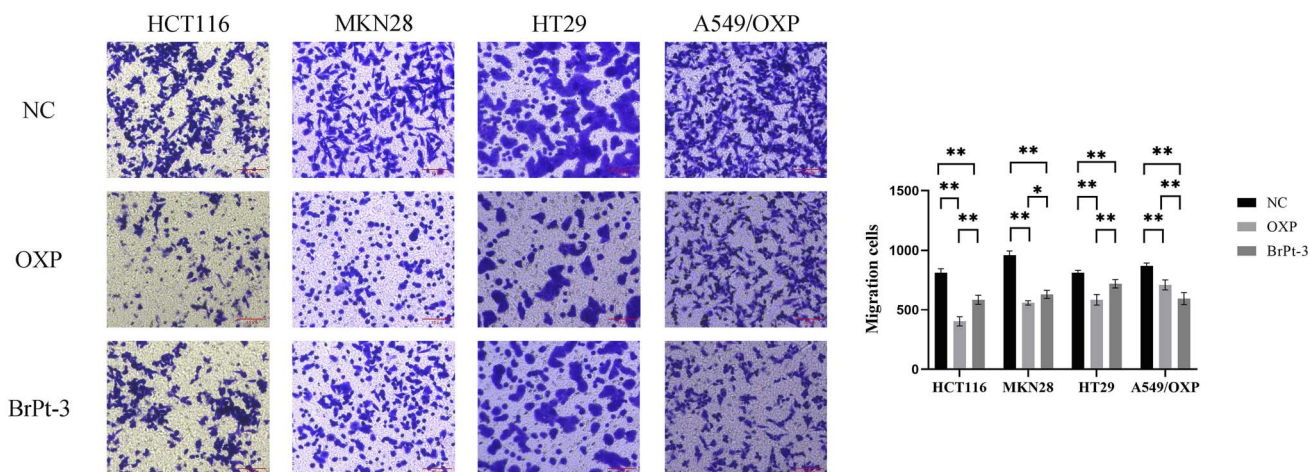 HCT116 MKN28 HT29 A549/OXP
NC
OXP
BrPt-3
** ** ** **
** ** * ** ** ** **
** **
1500
1000
500
0
Migration cells
HCT116 MKN28 HT29 A549/OXP
NC
OXP
BrPt-3